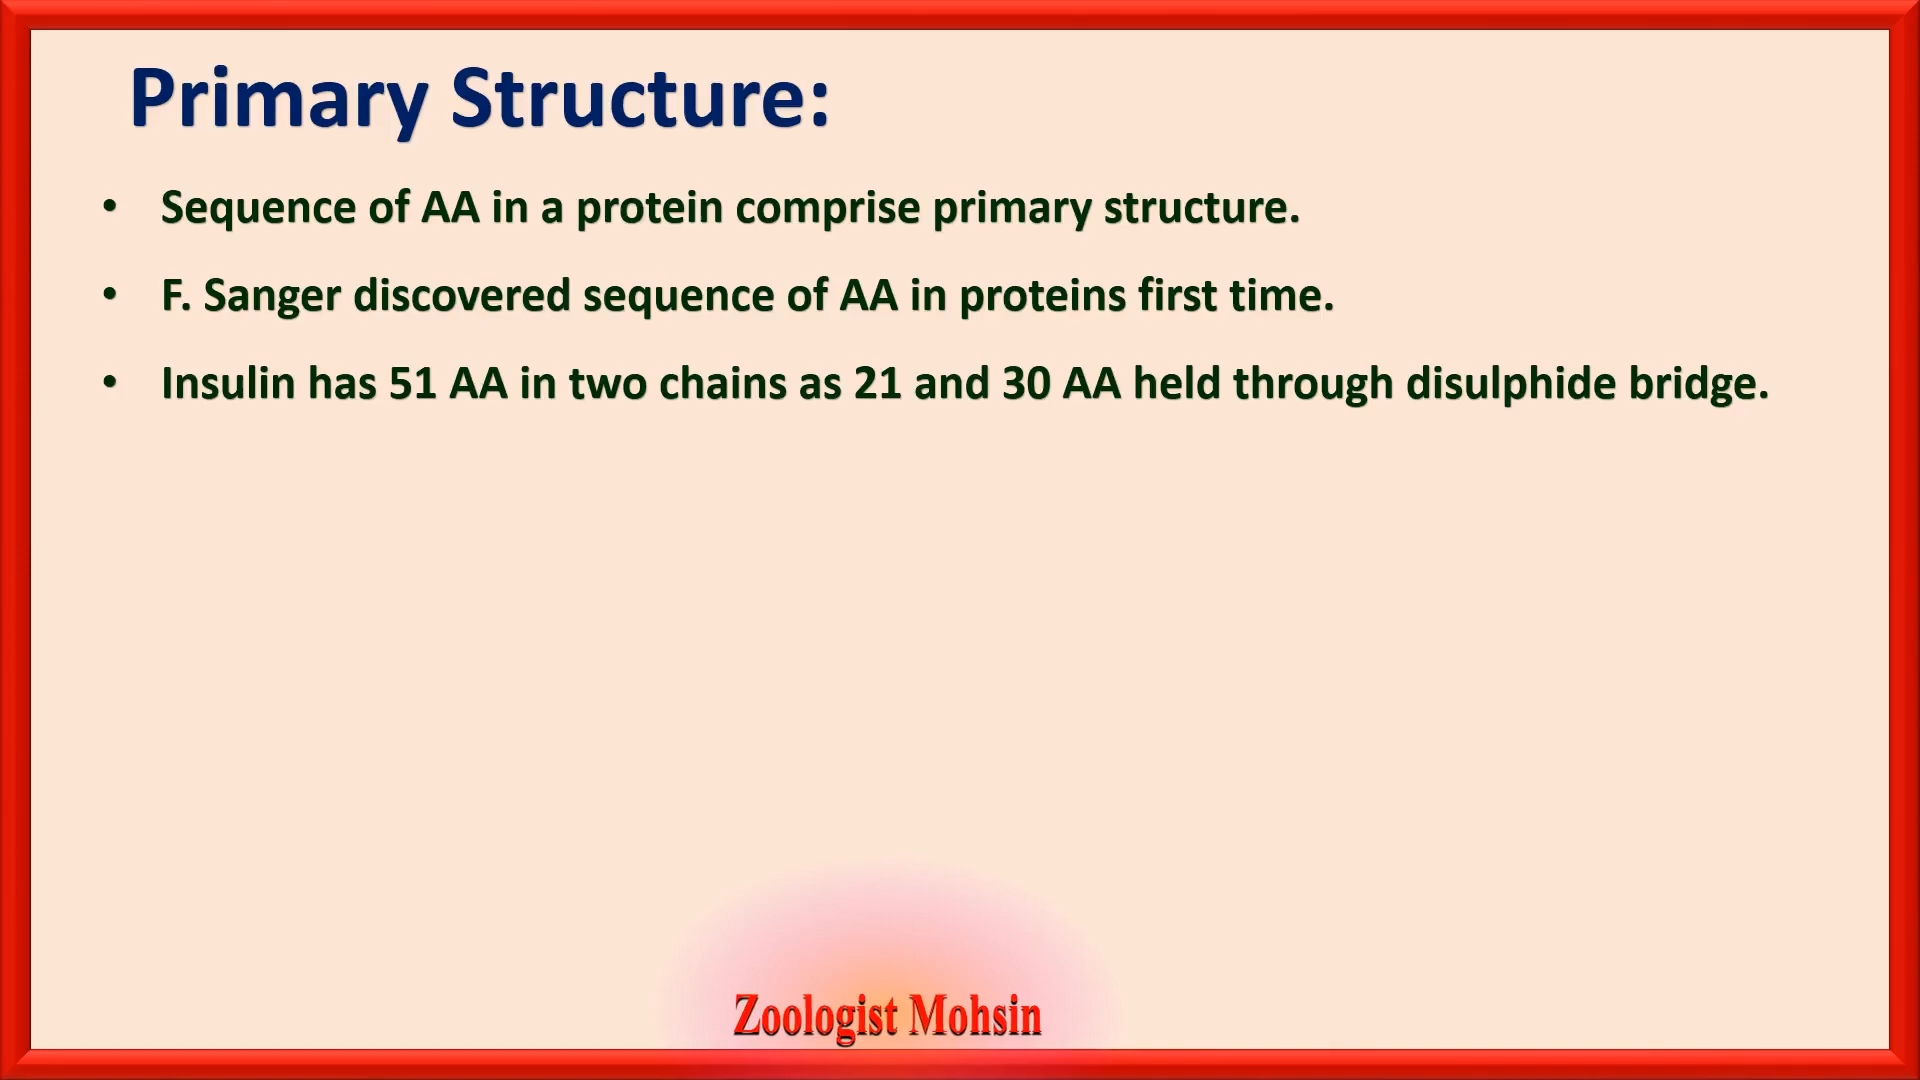 Primary Structure:
• Sequence of AA in a protein comprise primary structure.
• F. Sanger discovered sequence of AA in proteins first time.
• Insulin has 51 AA in two chains as 21 and 30 AA held through disulphide bridge.
Zoologist Mohsin